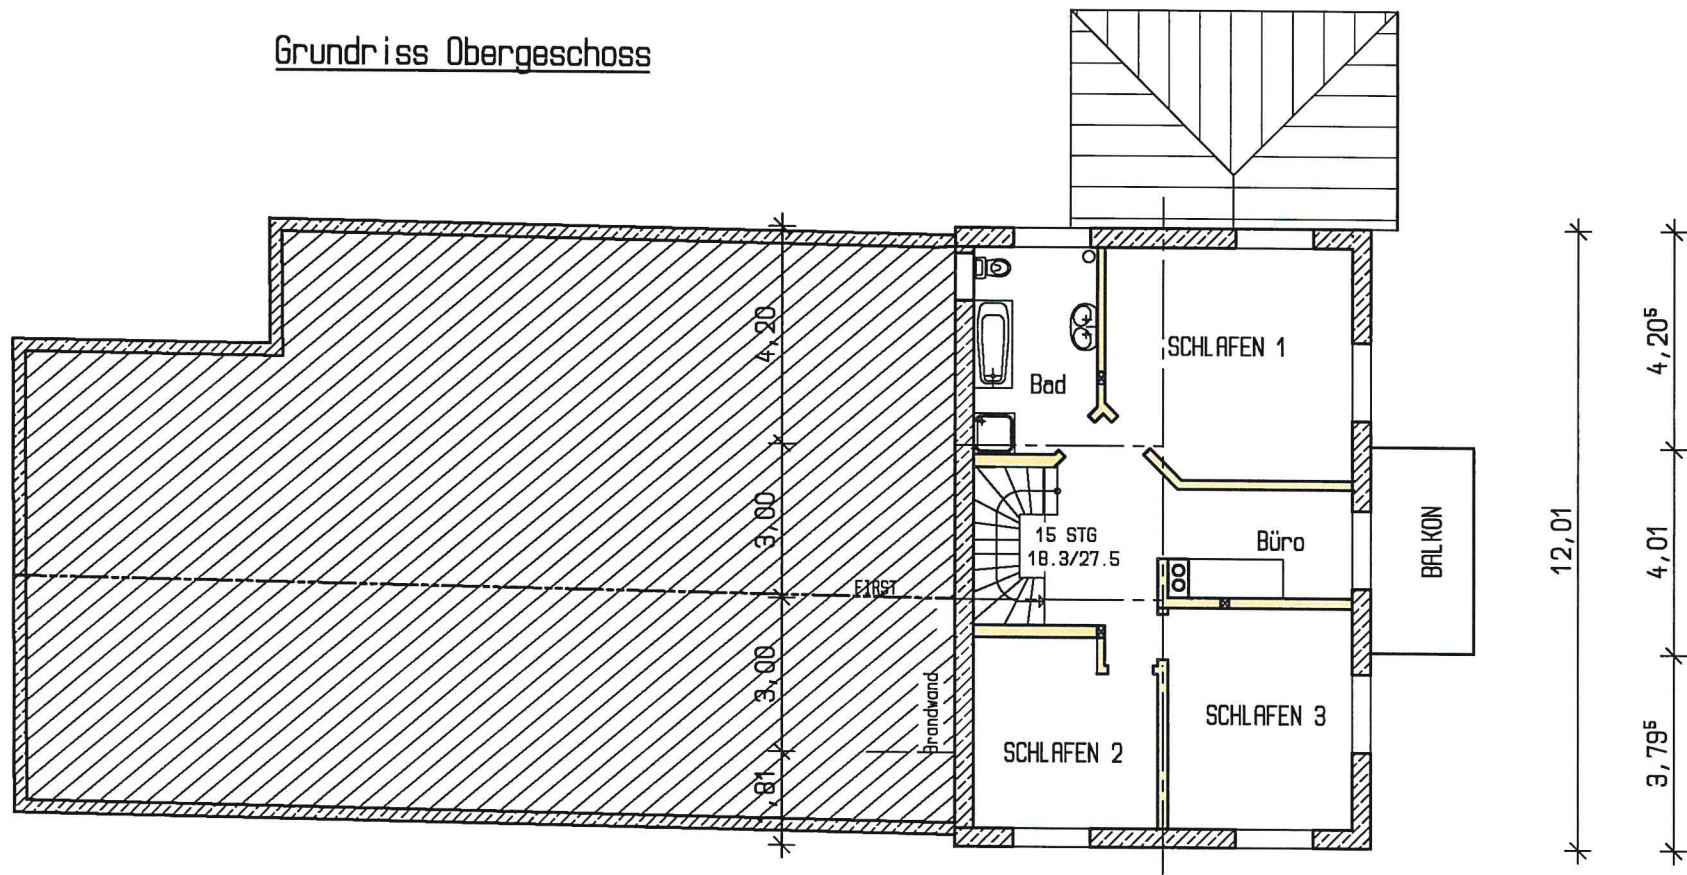 Grundriss Obergeschoss
4,20
3,00
3,00
,81
FIRST
Brandwand
Bad
SCHLAFEN 1
15 STG
18.3/27.5
Büro
SCHLAFEN 2
SCHLAFEN 3
BALKON
12,01
4,20⁵
4,01
3,79⁵